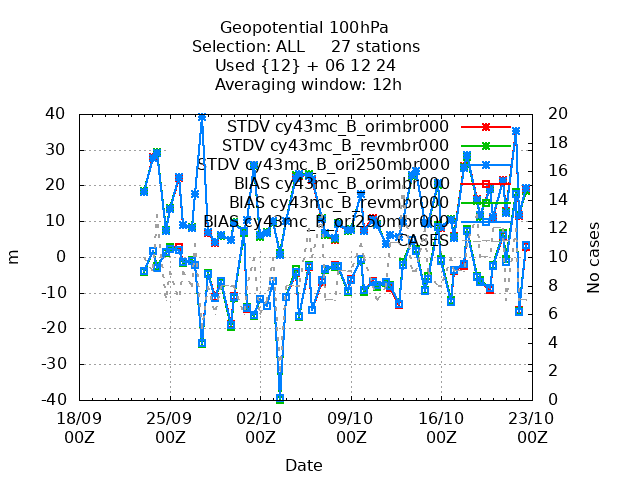 Geopotential 100hPa
Selection: ALL 27 stations
Used {12} + 06 12 24
Averaging window: 12h
40 20
STDV cy43mc_B_orimbr000
18
30
STDV cy43mc_B_revmbr000
16
STDV cy43mc_B_ori250mbr000
20
BIAS cy43mc_B_orimbr000
14
BIAS cy43mc_B_revmbr000
10 BIAS cy43mc_B_ori250mbr000 12
CASES
m 0 10 No cases
-10 8
6
-20
4
-30
2
-40 0
18/09 25/09 02/10 09/10 16/10 23/10
00Z 00Z 00Z 00Z 00Z 00Z
Date